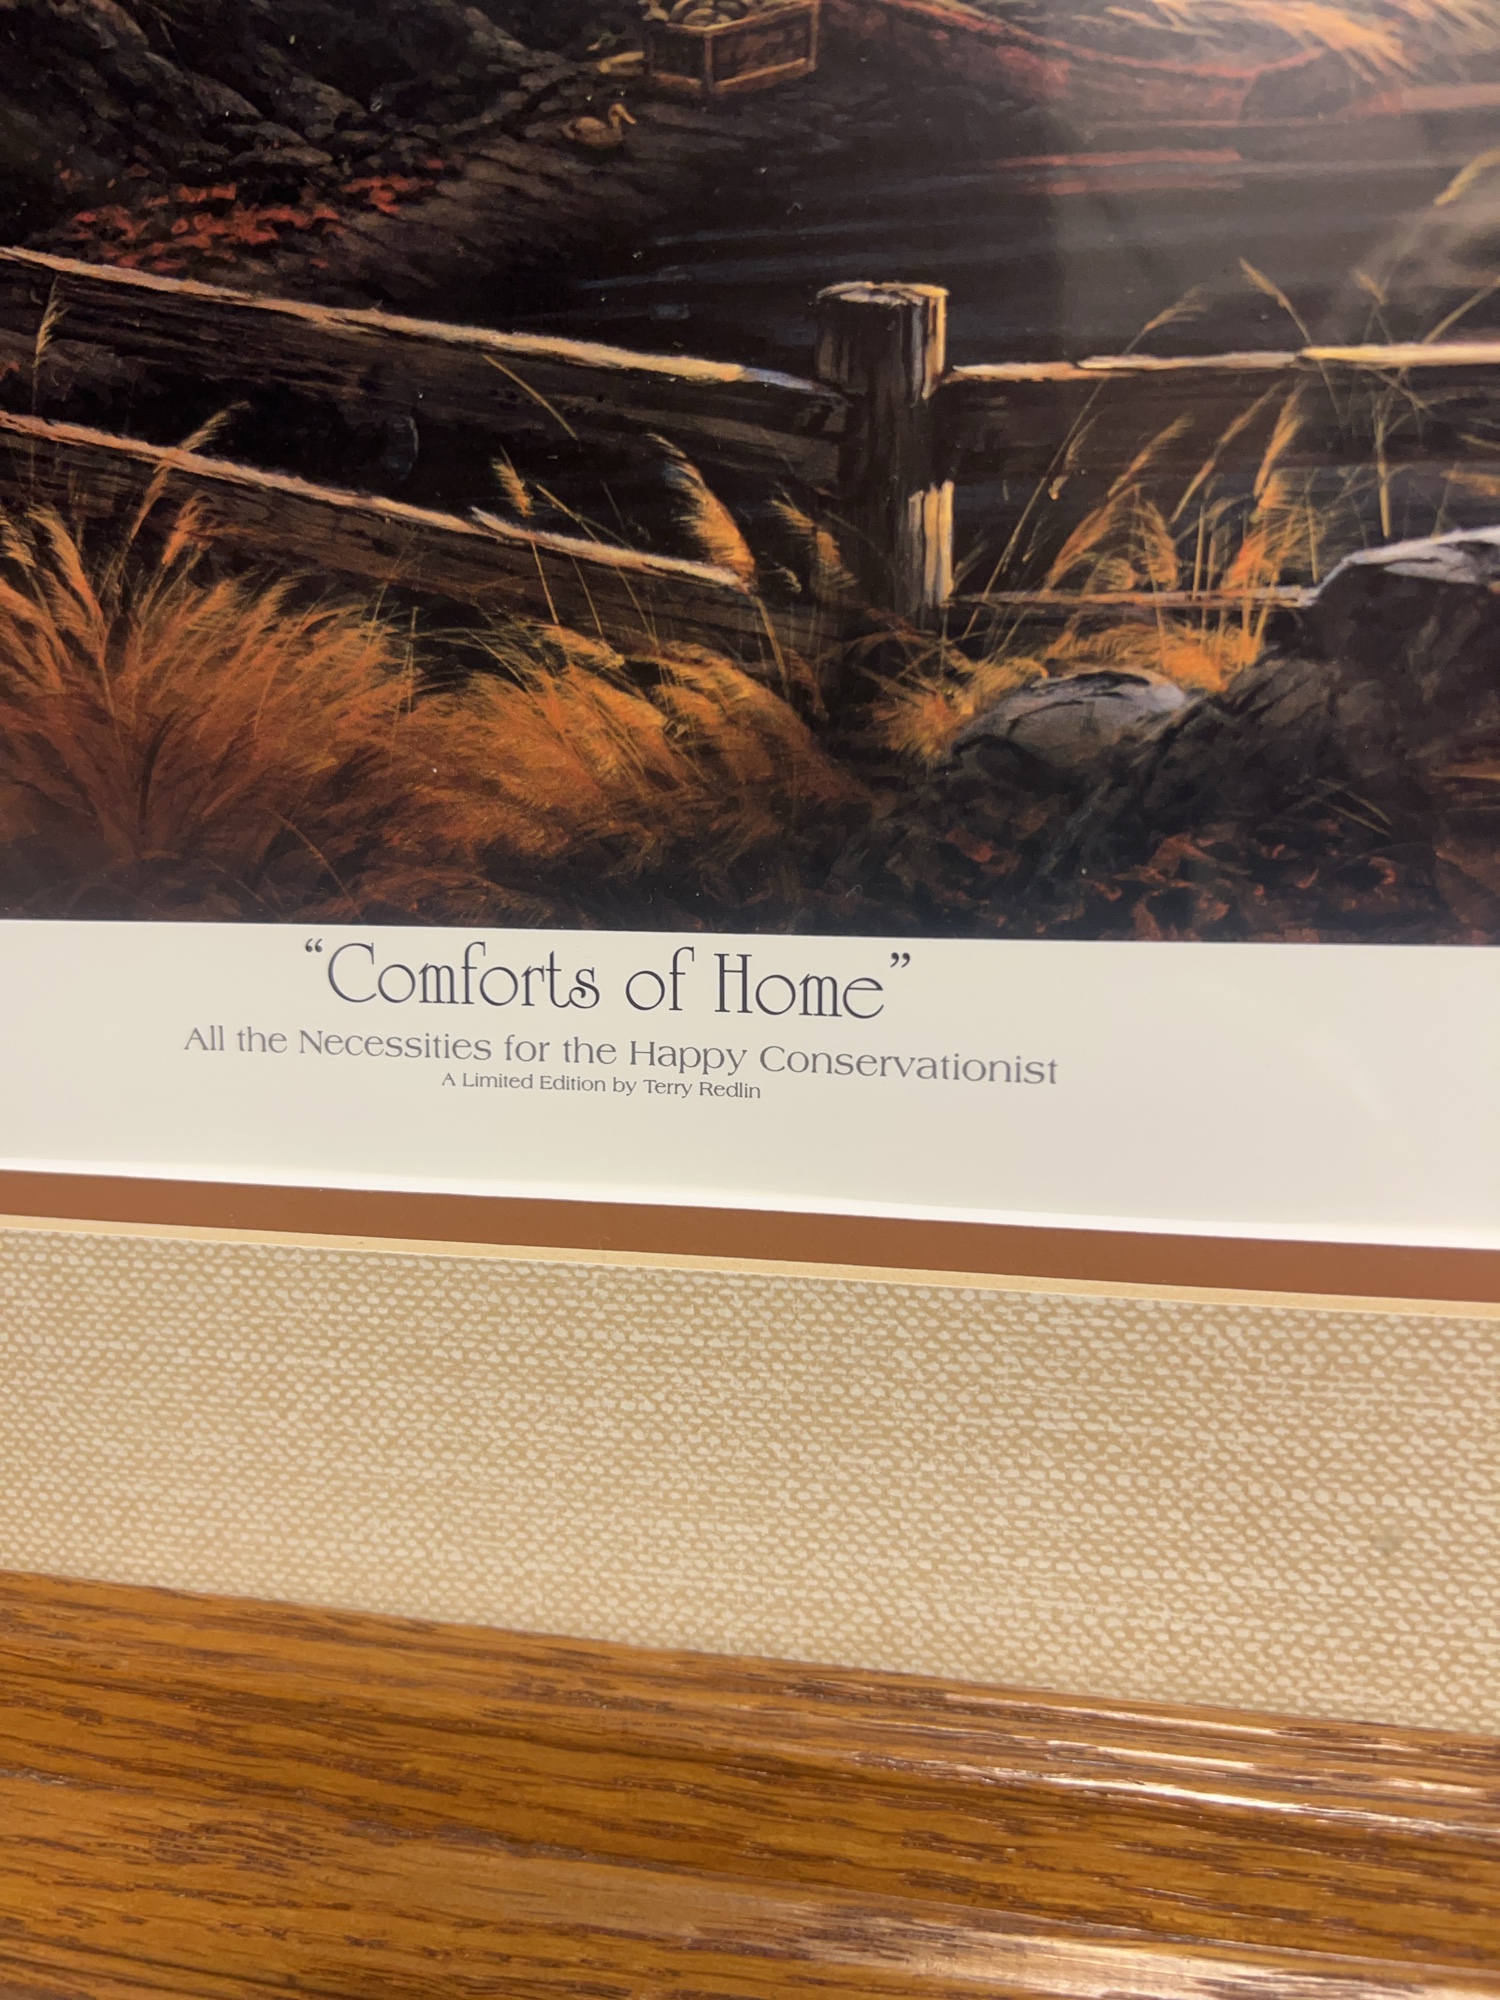 “Comforts of Home”
All the Necessities for the Happy Conservationist
A Limited Edition by Terry Redlin